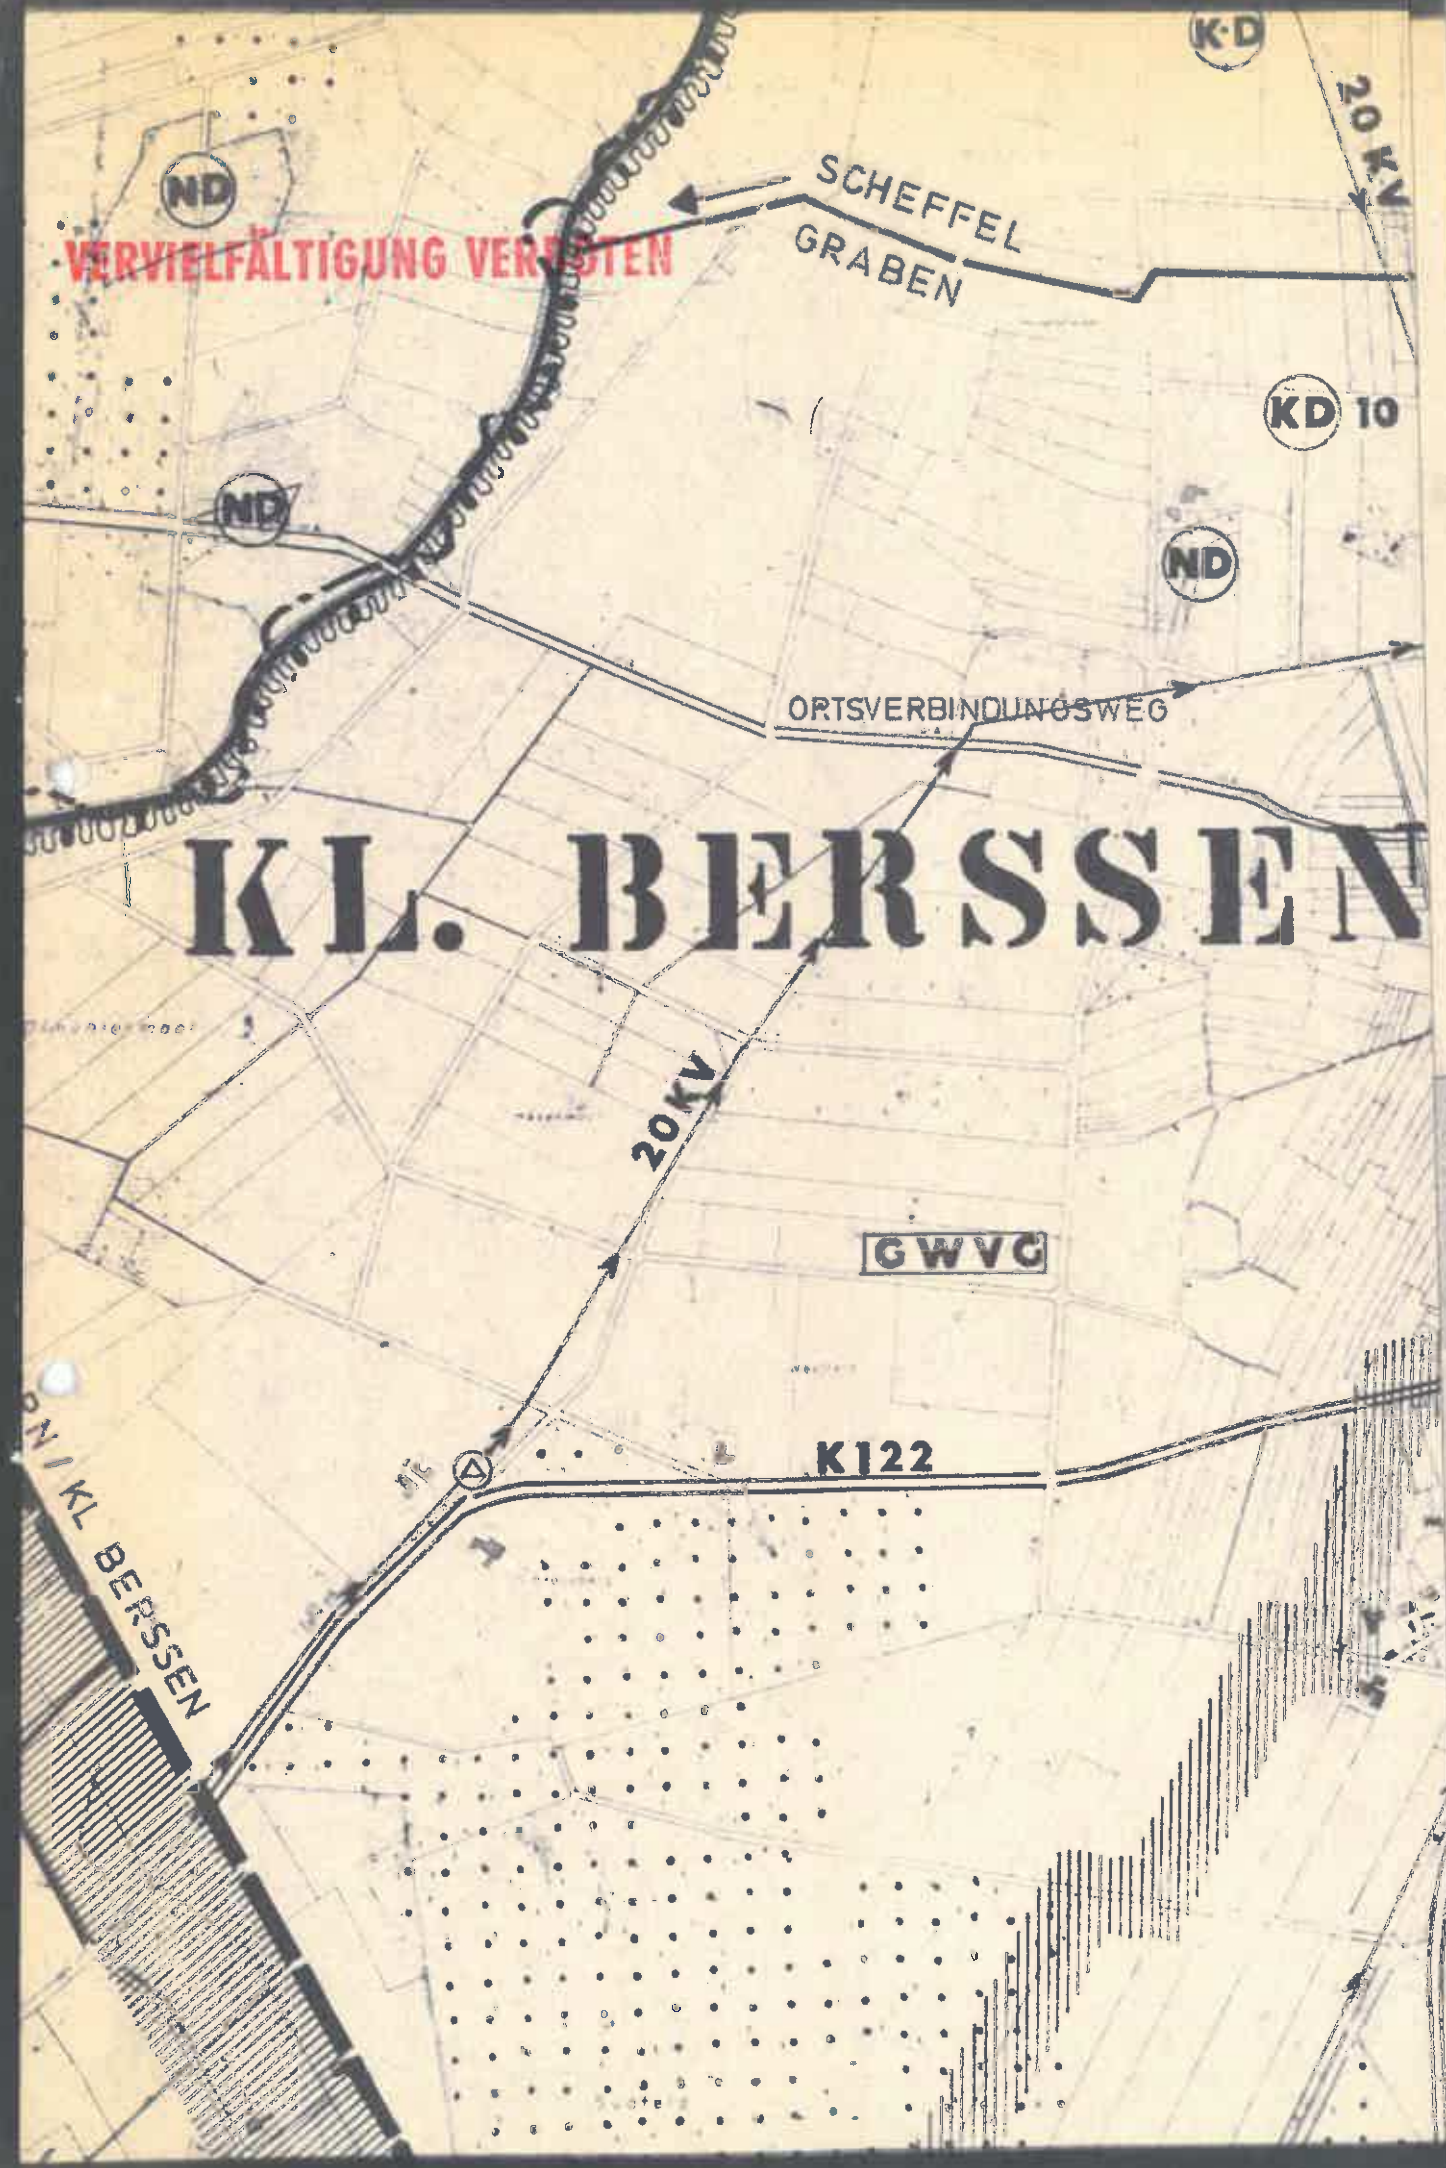 K·D
20 KV
ND
SCHEFFEL
GRABEN
VERVIELFÄLTIGUNG VERBOTEN
KD 10
ND
ND
ORTSVERBINDUNGSWEG
KL. BERSSEN
20 KV
GWVG
K 122
N / KL BERSSEN